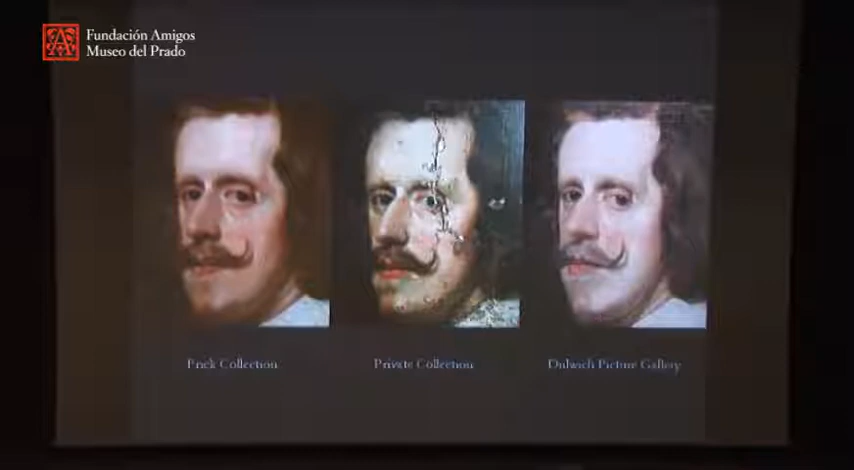 Fundación Amigos
Museo del Prado
Frick Collection
Private Collection
Dulwich Picture Gallery